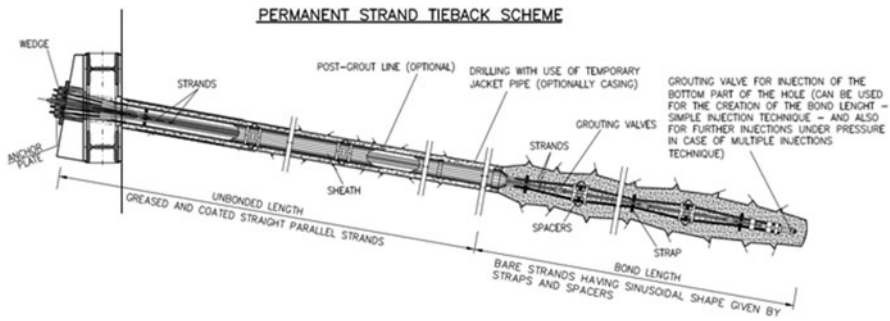 PERMANENT STRAND TIEBACK SCHEME
WEDGE
STRANDS
POST-GROUT LINE (OPTIONAL)
DRILLING WITH USE OF TEMPORARY
JACKET PIPE (OPTIONALLY CASING)
GROUTING VALVE FOR INJECTION OF THE
BOTTOM PART OF THE HOLE (CAN BE USED
FOR THE CREATION OF THE BOND LENGHT -
SIMPLE INJECTION TECHNIQUE - AND ALSO
FOR FURTHER INJECTIONS UNDER PRESSURE
IN CASE OF MULTIPLE INJECTIONS
TECHNIQUE)
STRANDS
GROUTING VALVES
ANCHOR
PLATE
SHEATH
SPACERS
STRAP
UNBONDED LENGTH
GREASED AND COATED STRAIGHT PARALLEL STRANDS
BOND LENGTH
BARE STRANDS HAVING SINUSOIDAL SHAPE GIVEN BY
STRAPS AND SPACERS